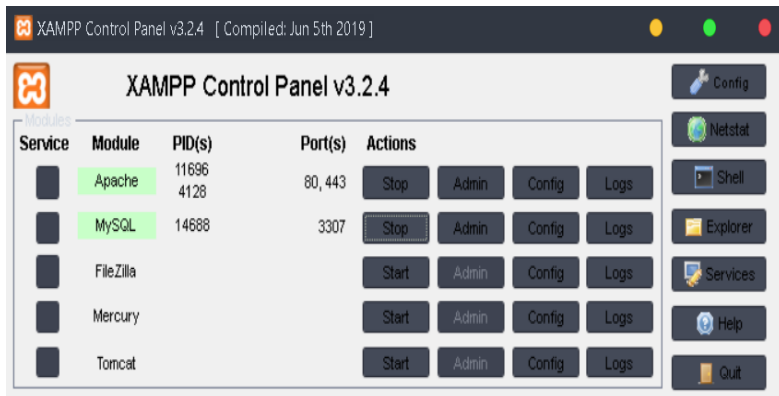 XAMPP Control Panel v3.2.4 [ Compiled: Jun 5th 2019 ]
XAMPP Control Panel v3.2.4
Config
Modules
Netstat
Service Module PID(s) Port(s) Actions
Apache 11696 4128 80, 443 Stop Admin Config Logs
Shell
MySQL 14688 3307 Stop Admin Config Logs
Explorer
FileZilla Start Admin Config Logs
Services
Mercury Start Admin Config Logs
Help
Tomcat Start Admin Config Logs
Quit